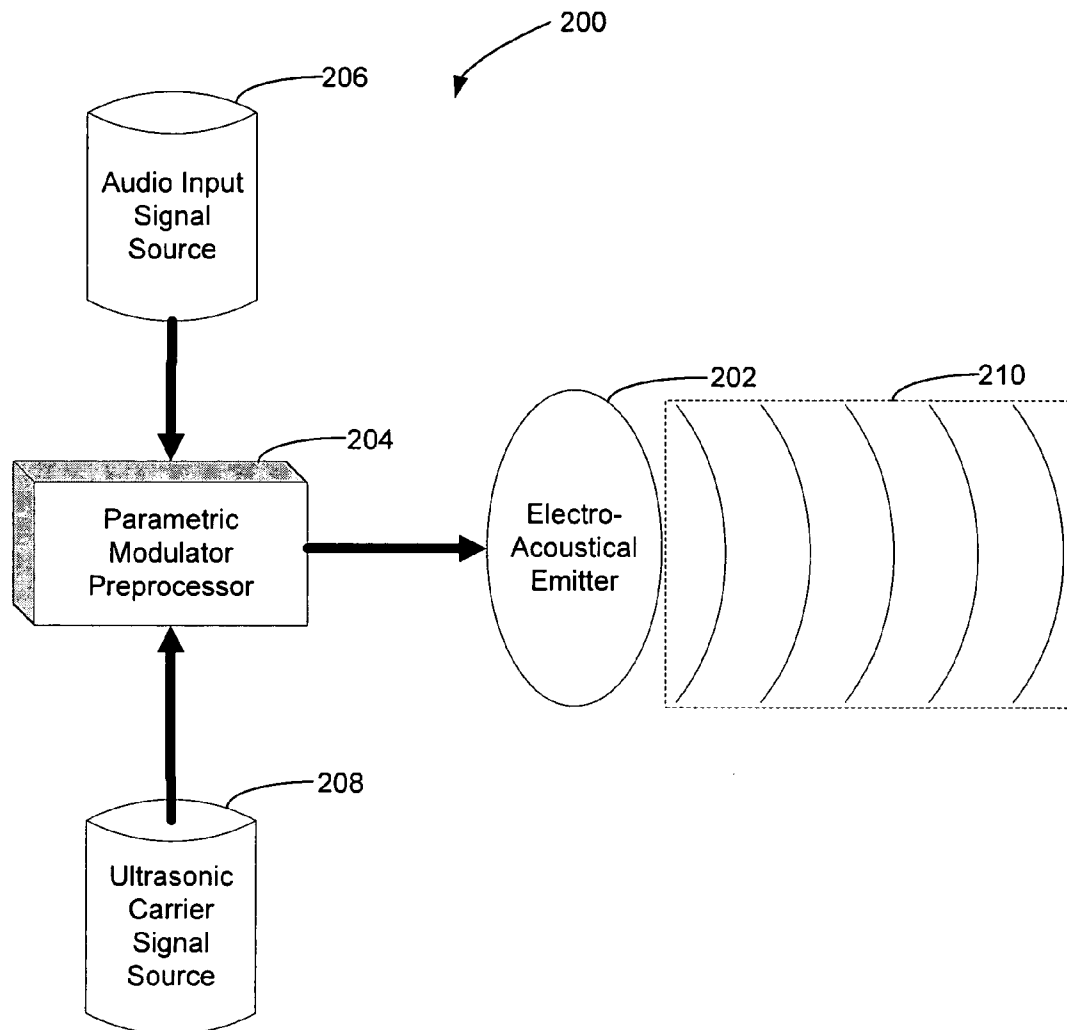 200
206
Audio Input
Signal
Source
202
210
204
Parametric
Modulator
Preprocessor
Electro-
Acoustical
Emitter
208
Ultrasonic
Carrier
Signal
Source